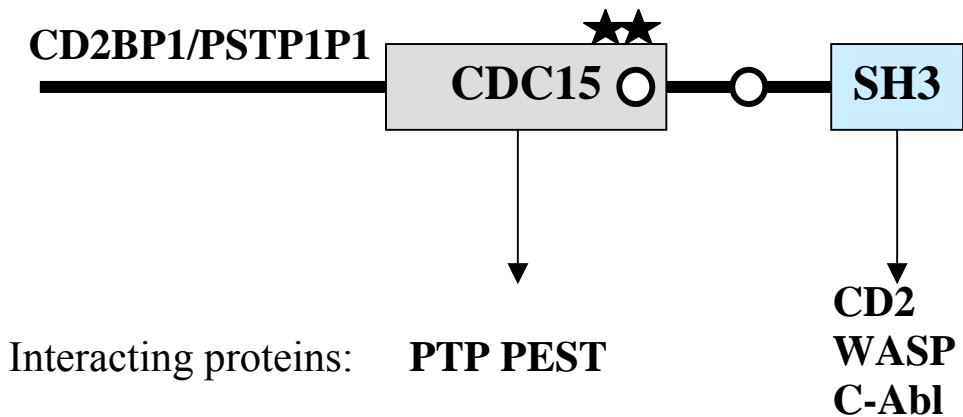 CD2BP1/PSTP1P1
CDC15
SH3
Interacting proteins: PTP PEST
CD2
WASP
C-Abl